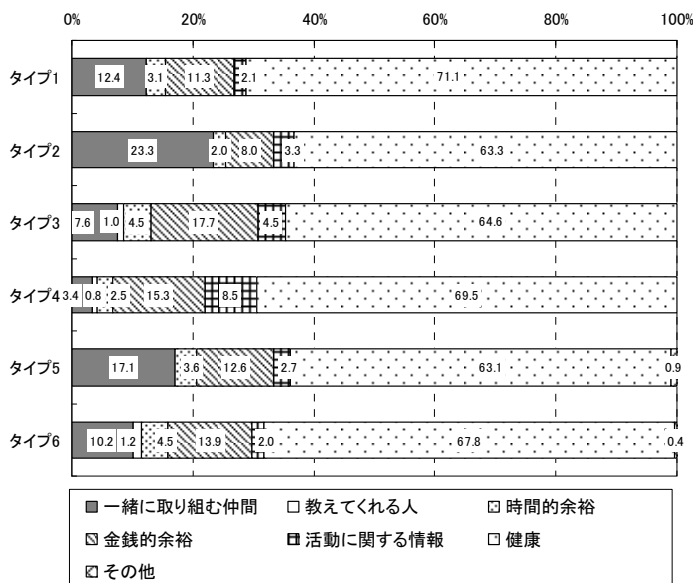 0% 20% 40% 60% 80% 100%
タイプ1 12.4 3.1 11.3 2.1 71.1
タイプ2 23.3 2.0 8.0 3.3 63.3
タイプ3 7.6 1.0 4.5 17.7 4.5 64.6
タイプ4 3.4 0.8 2.5 15.3 8.5 69.5
タイプ5 17.1 3.6 12.6 2.7 63.1 0.9
タイプ6 10.2 1.2 4.5 13.9 2.0 67.8 0.4
一緒に取り組む仲間 教えてくれる人 時間的余裕
金銭的余裕 活動に関する情報 健康
その他